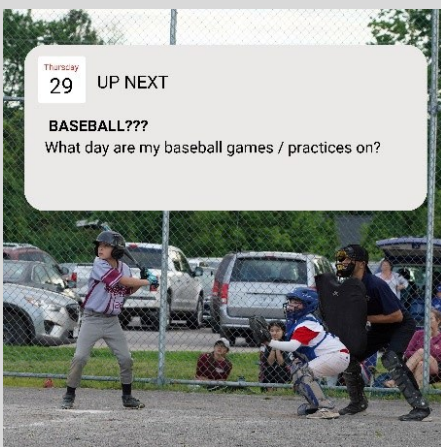 Thursday
29
UP NEXT
BASEBALL???
What day are my baseball games / practices on?